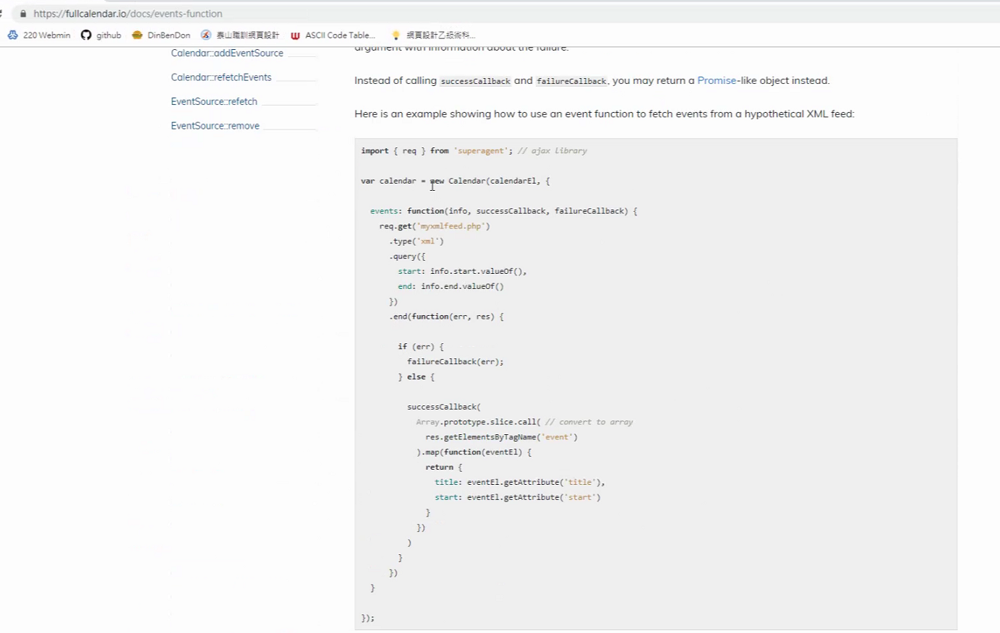 https://fullcalendar.io/docs/events-function
220 Webmin
github
DinBenDon
泰山職訓網頁設計
ASCII Code Table...
網頁設計乙級術科...
Calendar::addEventSource
Calendar::refetchEvents
EventSource::refetch
EventSource::remove
argument with information about the failure.
Instead of calling successCallback and failureCallback, you may return a Promise-like object instead.
Here is an example showing how to use an event function to fetch events from a hypothetical XML feed:
import { req } from 'superagent'; // ajax library
var calendar = new Calendar(calendarEl, {
events: function(info, successCallback, failureCallback) {
req.get('myxmlfeed.php')
.type('xml')
.query({
start: info.start.valueOf(),
end: info.end.valueOf()
})
.end(function(err, res) {
if (err) {
failureCallback(err);
} else {
successCallback(
Array.prototype.slice.call( // convert to array
res.getElementsByTagName('event')
).map(function(eventEl) {
return {
title: eventEl.getAttribute('title'),
start: eventEl.getAttribute('start')
}
})
)
}
})
}
});